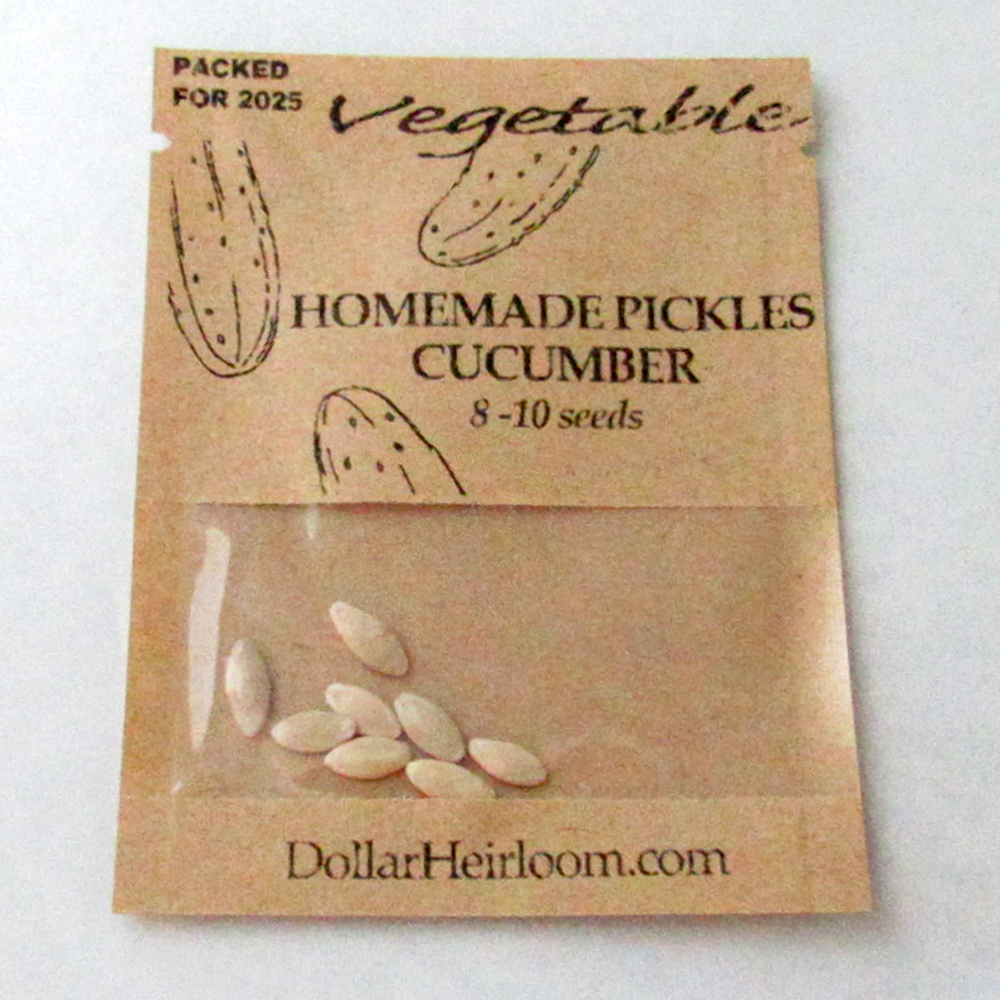 PACKED
FOR 2025
Vegetable
HOMEMADE PICKLES
CUCUMBER
8 -10 seeds
DollarHeirloom.com